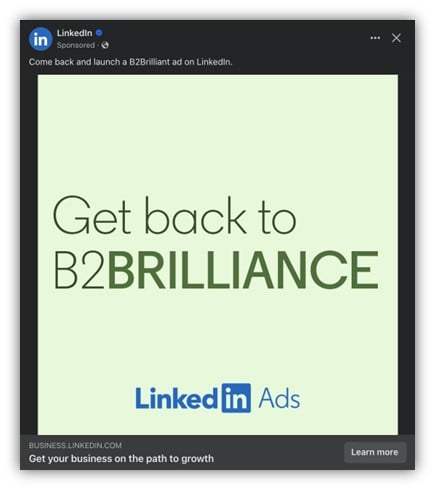 LinkedIn
Sponsored ·
Come back and launch a B2Brilliant ad on LinkedIn.
Get back to
B2BRILLIANCE
Linkedin Ads
BUSINESS.LINKEDIN.COM
Get your business on the path to growth
Learn more